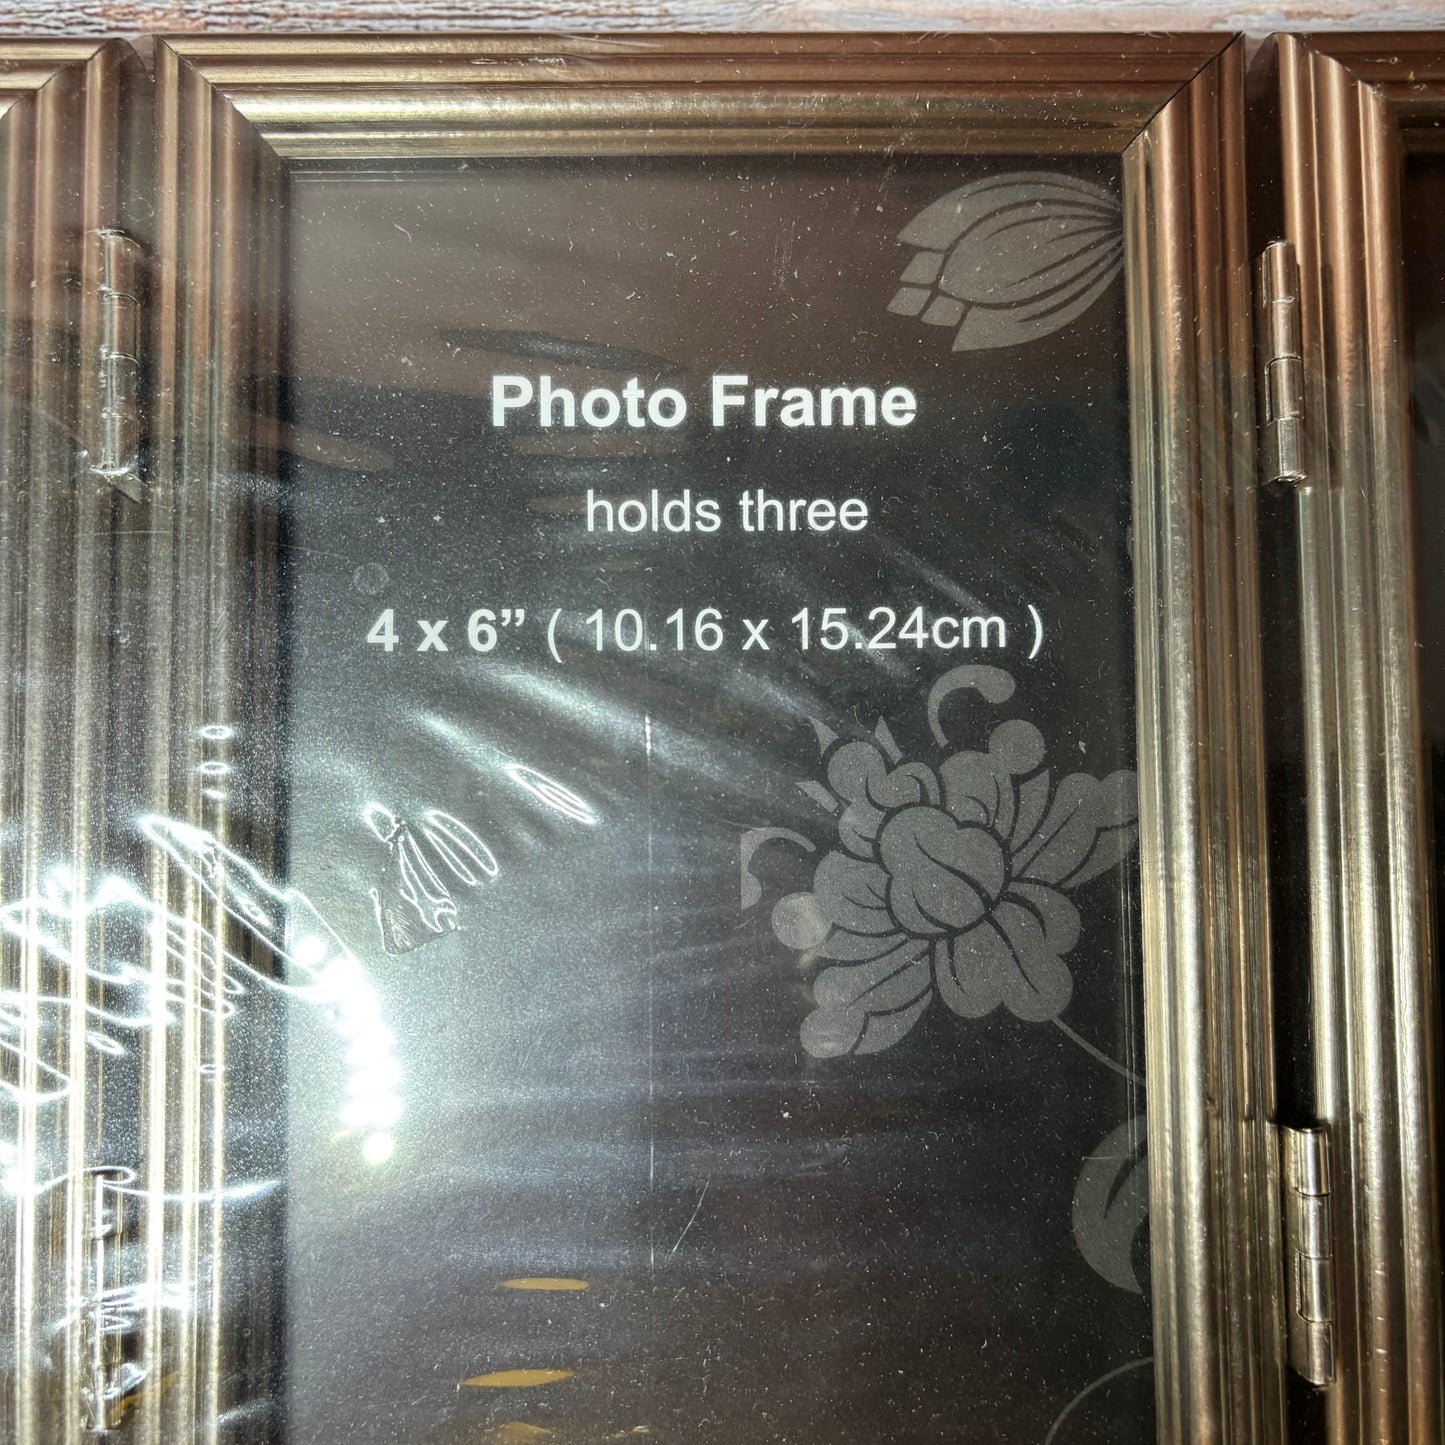 Photo Frame
holds three
4 x 6” ( 10.16 x 15.24cm )